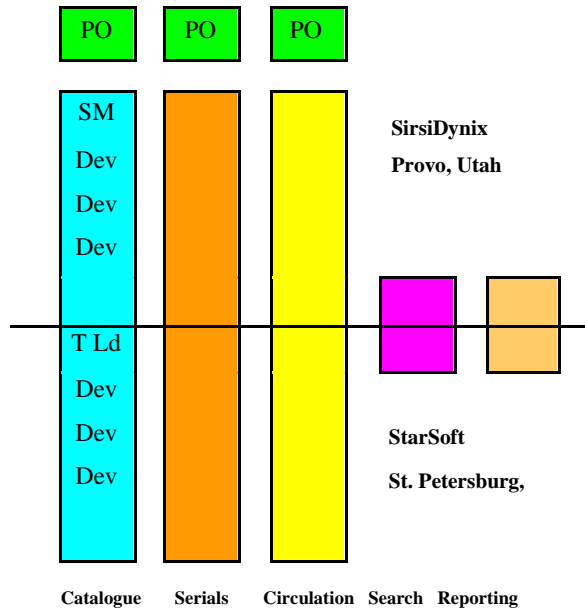 PO PO PO
SM
Dev
Dev
Dev
T Ld
Dev
Dev
Dev
SirsiDynix
Provo, Utah
StarSoft
St. Petersburg,
Catalogue Serials Circulation Search Reporting